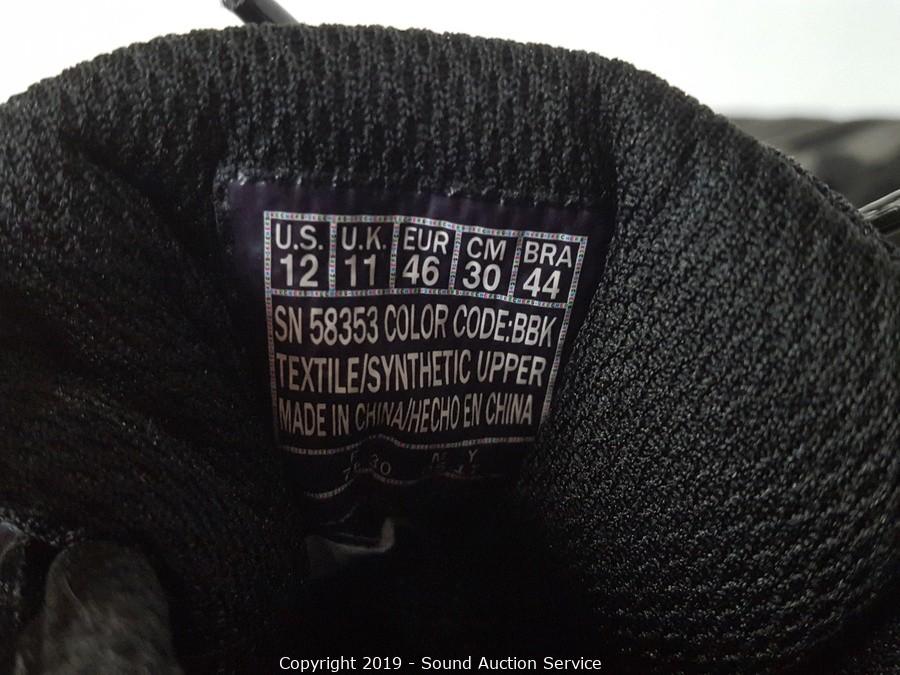 U.S. U.K. EUR CM BRA
12 11 46 30 44
SN 58353 COLOR CODE:BBK
TEXTILE/SYNTHETIC UPPER
MADE IN CHINA/HECHO EN CHINA
Copyright 2019 - Sound Auction Service